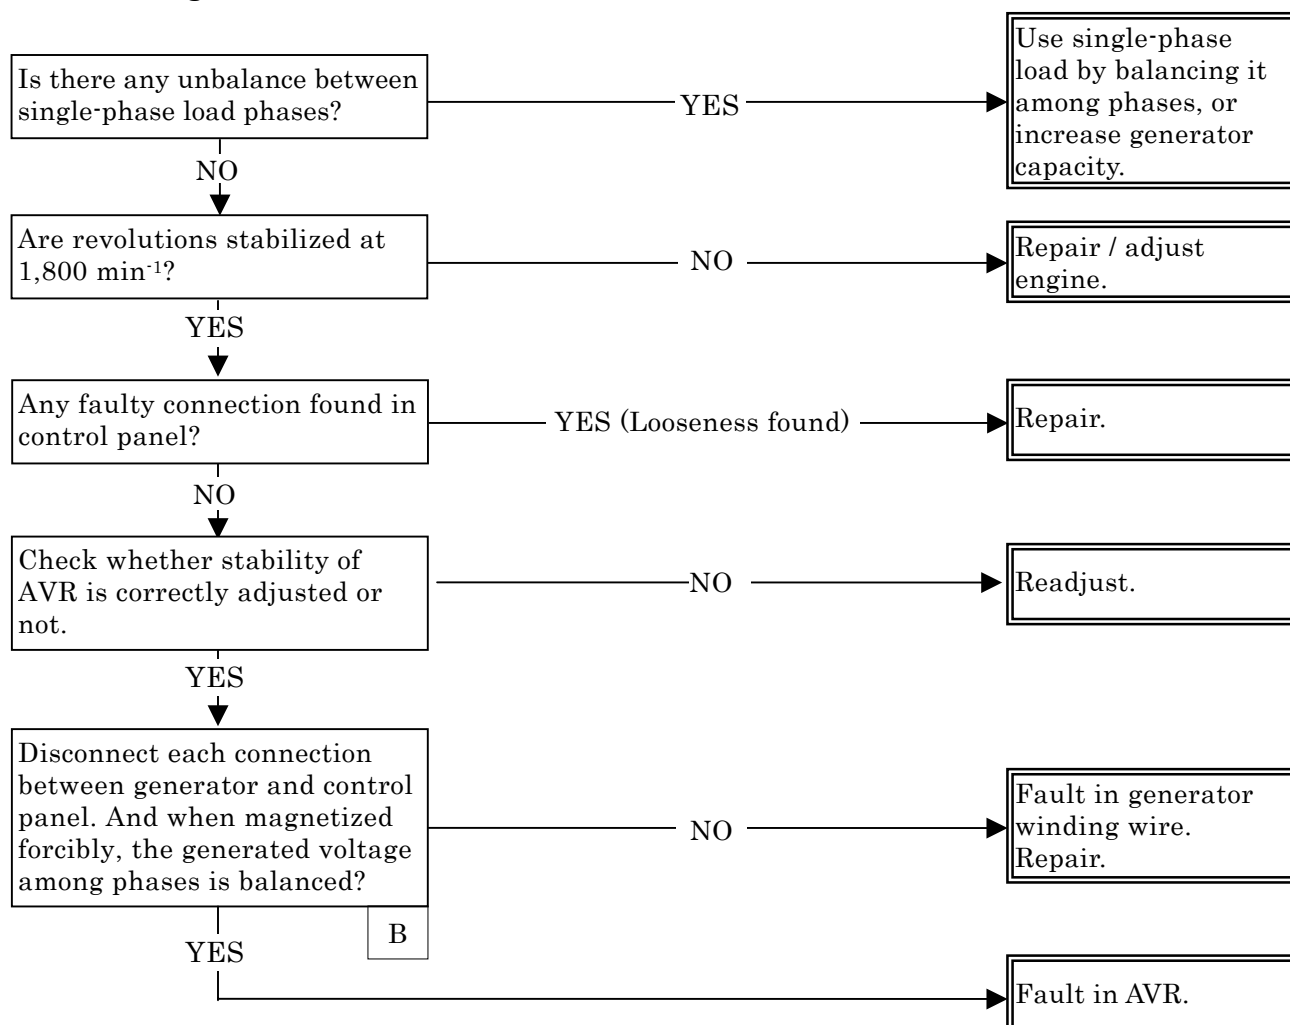 Is there any unbalance between
single-phase load phases?
YES
Use single-phase
load by balancing it
among phases, or
increase generator
capacity.
NO
Are revolutions stabilized at
1,800 min⁻¹?
NO
Repair / adjust
engine.
YES
Any faulty connection found in
control panel?
YES (Looseness found)
Repair.
NO
Check whether stability of
AVR is correctly adjusted or
not.
NO
Readjust.
YES
Disconnect each connection
between generator and control
panel. And when magnetized
forcibly, the generated voltage
among phases is balanced?
NO
Fault in generator
winding wire.
Repair.
B
YES
Fault in AVR.